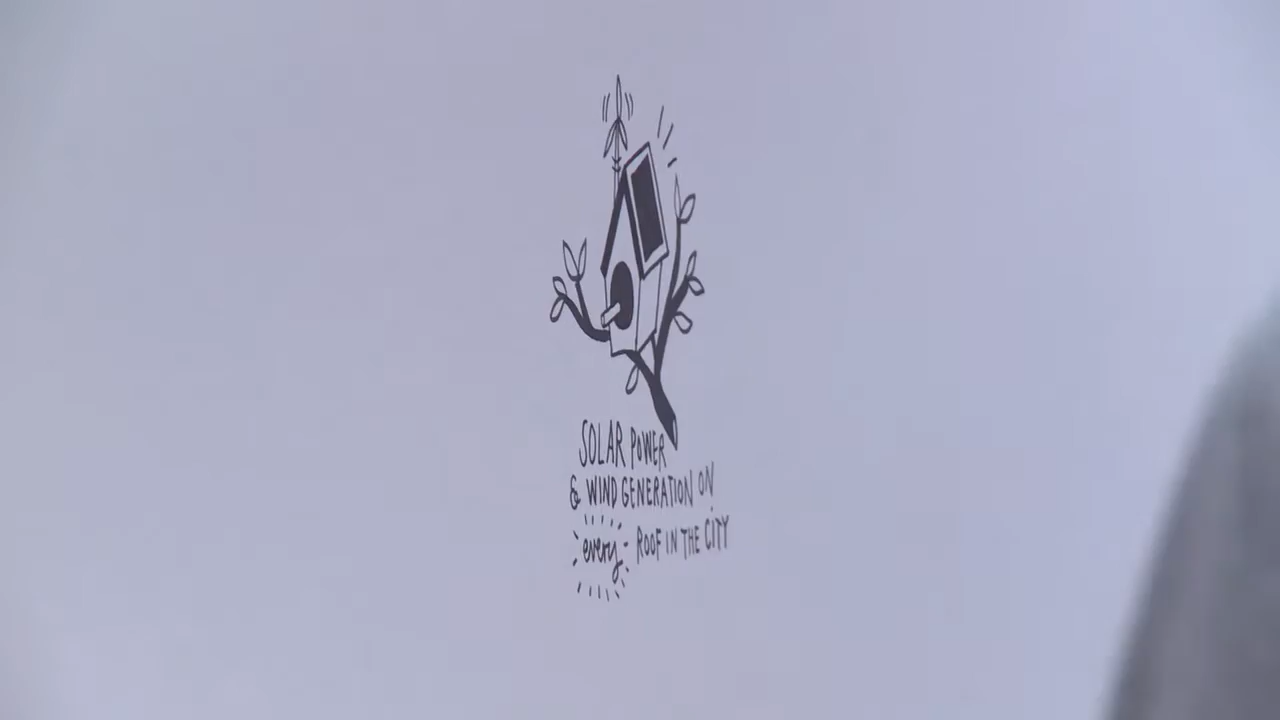 SOLAR POWER
& WIND GENERATION ON
every ROOF IN THE CITY